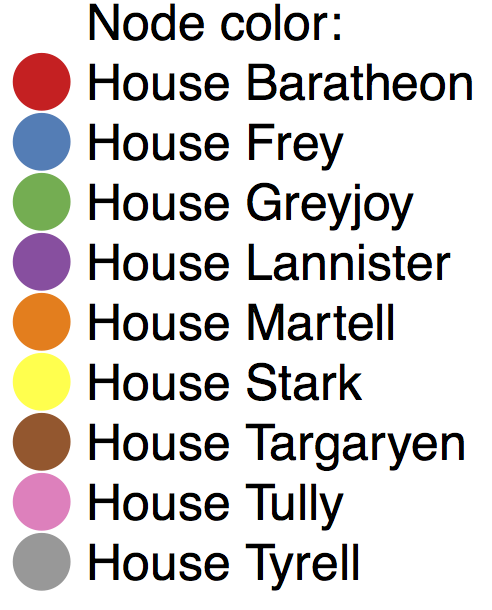 Node color:
House Baratheon
House Frey
House Greyjoy
House Lannister
House Martell
House Stark
House Targaryen
House Tully
House Tyrell